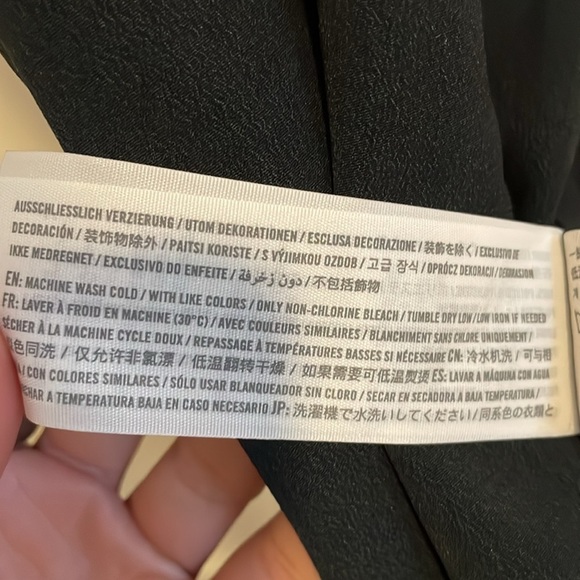 AUSSCHLIESSLICH VERZIERUNG / UTOM DEKORATIONEN / ESCLUSA DECORAZIONE / 装飾を除く / EXCLUSIVO DE
DECORACIÓN / 装饰物除外 / PAITSI KORISTE / S VÝJIMKOU OZDOB / 고급 장식 / OPRÓCZ DEKORACJI / DEKORASJON
IKKE MEDREGNET / EXCLUSIVO DO ENFEITE / دون زخرفة / 不包括飾物
EN: MACHINE WASH COLD / WITH LIKE COLORS / ONLY NON-CHLORINE BLEACH / TUMBLE DRY LOW / LOW IRON IF NEEDED
FR: LAVER À FROID EN MACHINE (30°C) / AVEC COULEURS SIMILAIRES / BLANCHIMENT SANS CHLORE UNIQUEMENT /
SÉCHER À LA MACHINE CYCLE DOUX / REPASSAGE À TEMPÉRATURES BASSES SI NÉCESSAIRE CN: 冷水机洗 / 可与相
色同洗 / 仅允许非氯漂 / 低温翻转干燥 / 如果需要可低温熨烫 ES: LAVAR A MÁQUINA CON AGUA
/ CON COLORES SIMILARES / SÓLO USAR BLANQUEADOR SIN CLORO / SECAR EN SECADORA A BAJA TEMPERATURA /
A TEMPERATURA BAJA EN CASO NECESARIO JP: 洗濯機で水洗いしてください / 同系色の衣類と